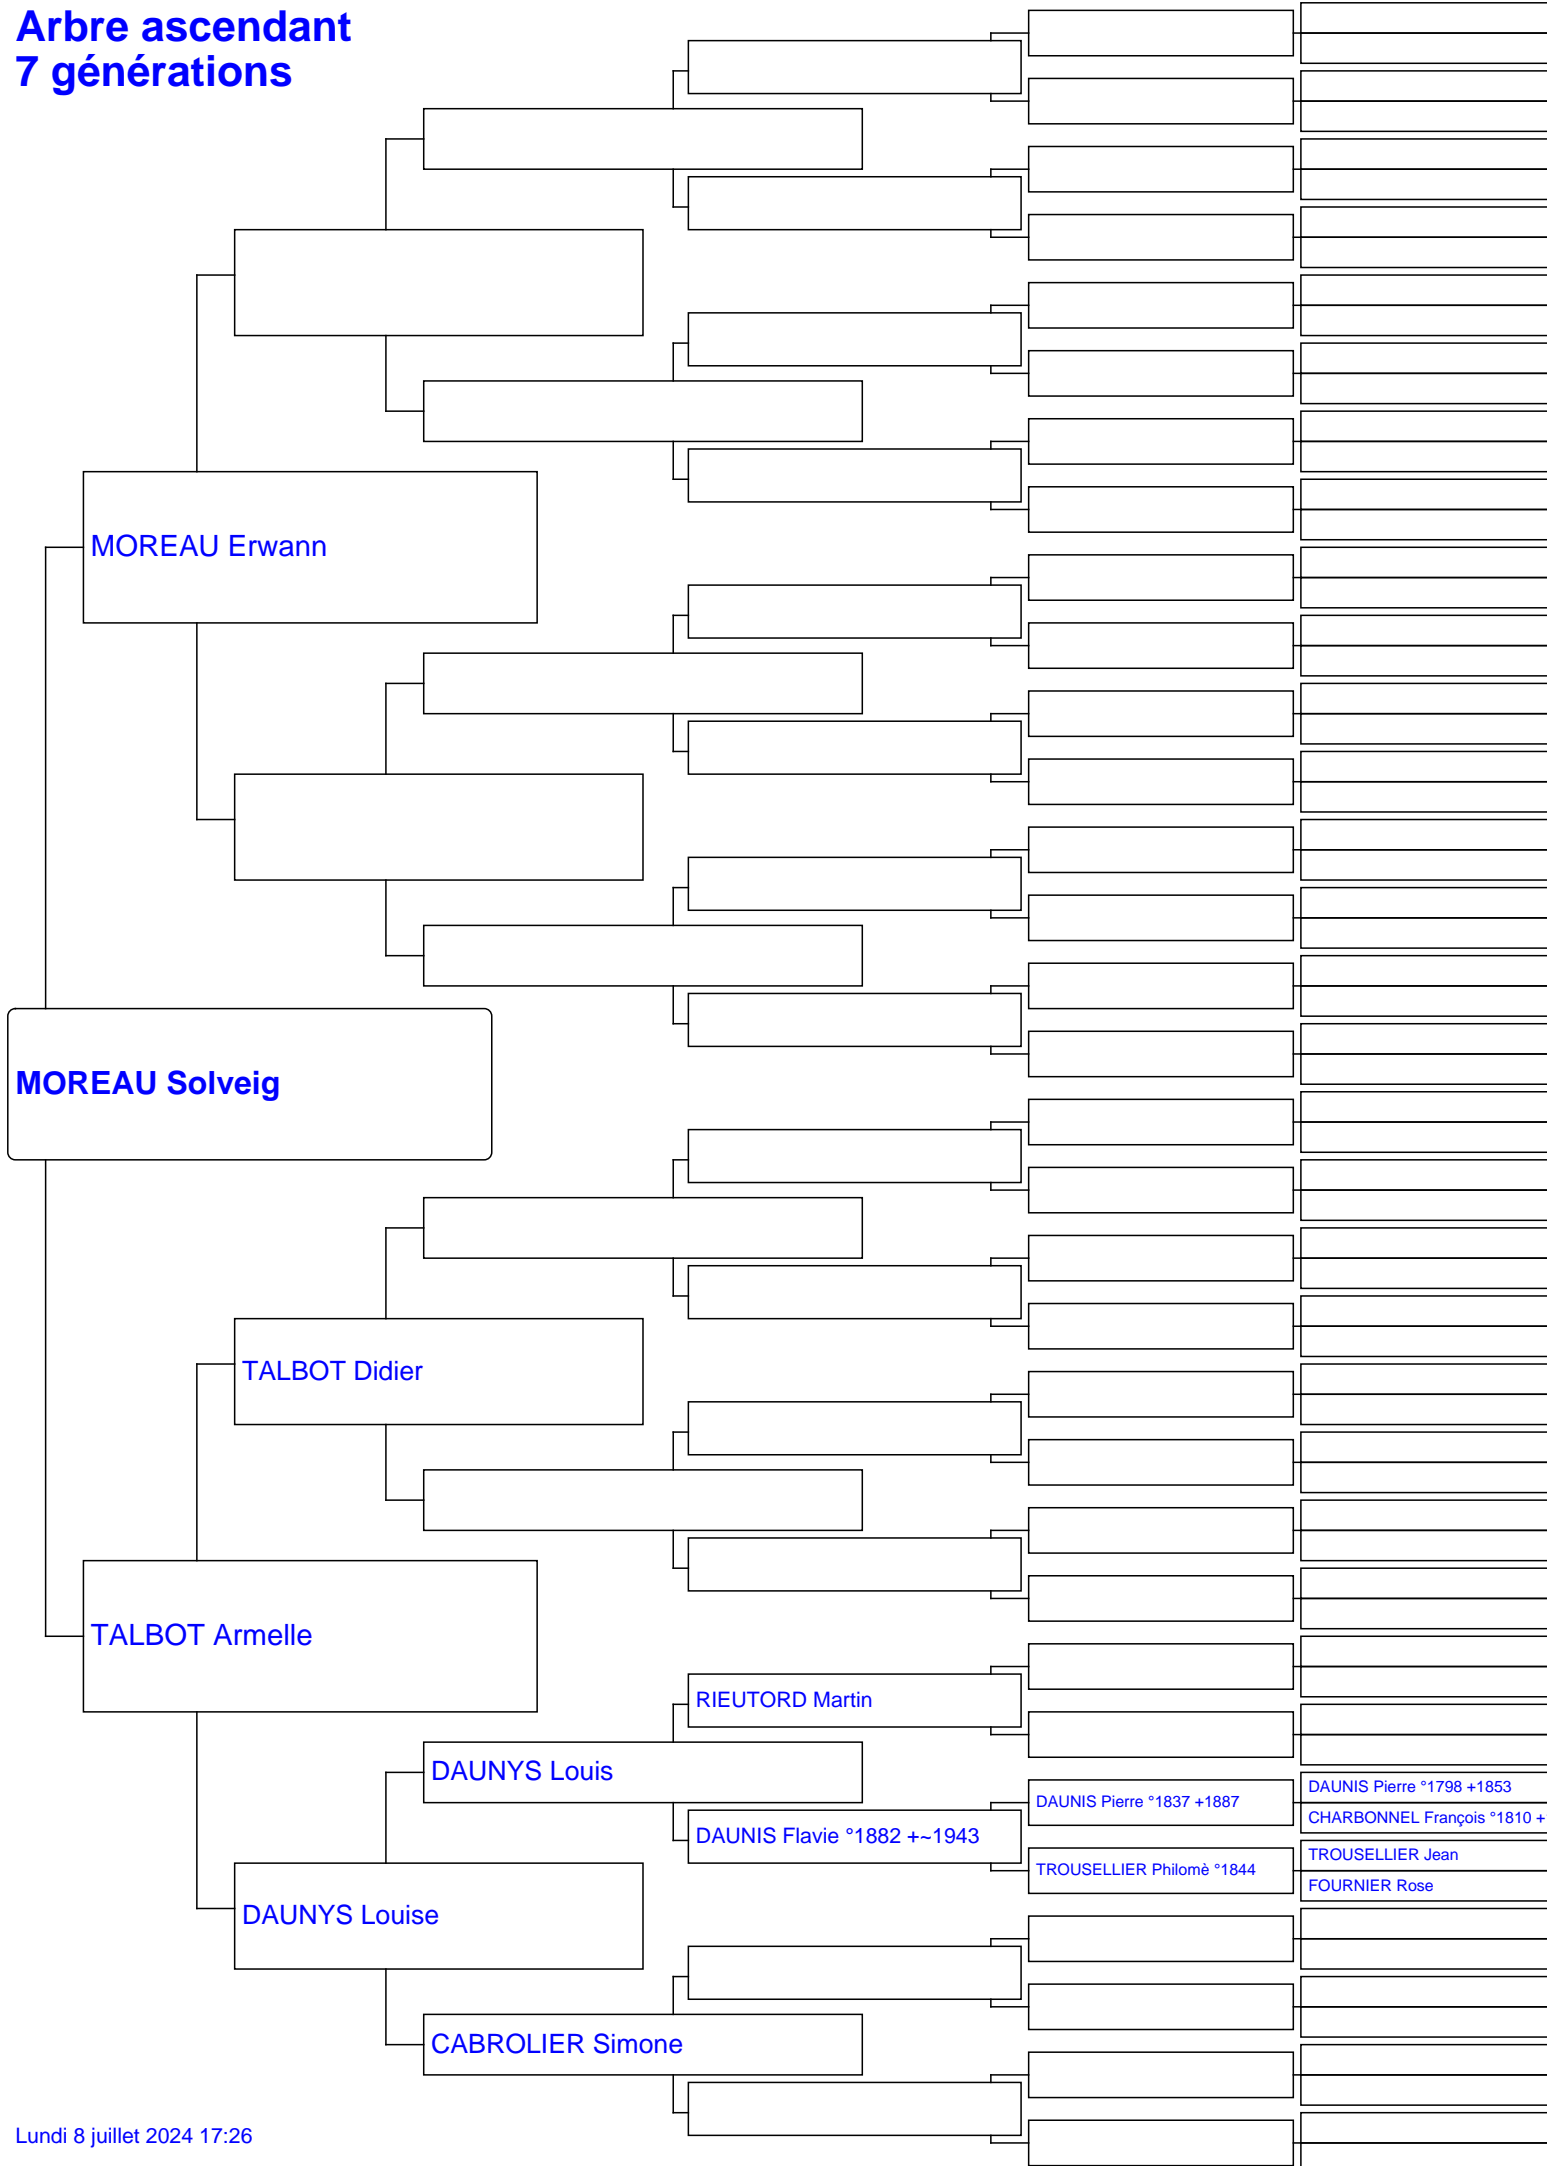 Arbre ascendant
7 générations
MOREAU Erwann
MOREAU Solveig
TALBOT Didier
TALBOT Armelle
RIEUTORD Martin
DAUNYS Louis
DAUNIS Pierre °1798 +1853
DAUNIS Pierre °1837 +1887
CHARBONNEL François °1810 +
DAUNIS Flavie °1882 +~1943
TROUSELLIER Jean
TROUSELLIER Philomè °1844
FOURNIER Rose
DAUNYS Louise
CABROLIER Simone
Lundi 8 juillet 2024 17:26